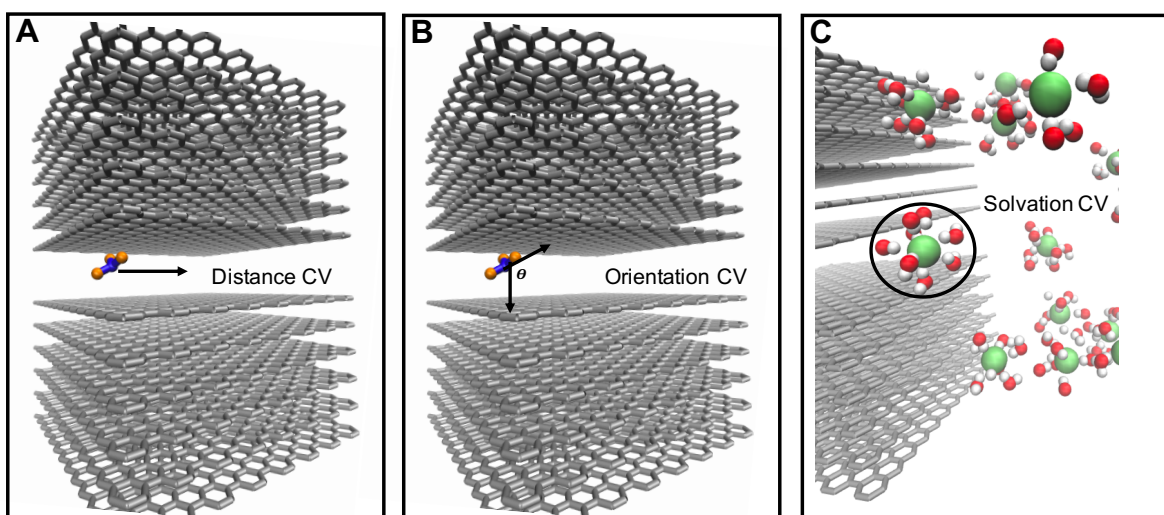 A
Distance CV
B
θ
Orientation CV
C
Solvation CV